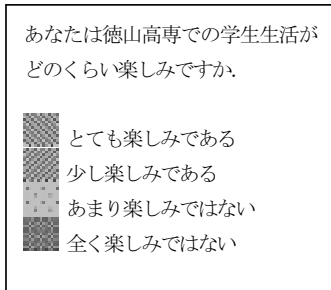 あなたは徳山高専での学生生活が
どのくらい楽しみですか.
とても楽しみである
少し楽しみである
あまり楽しみではない
全く楽しみではない